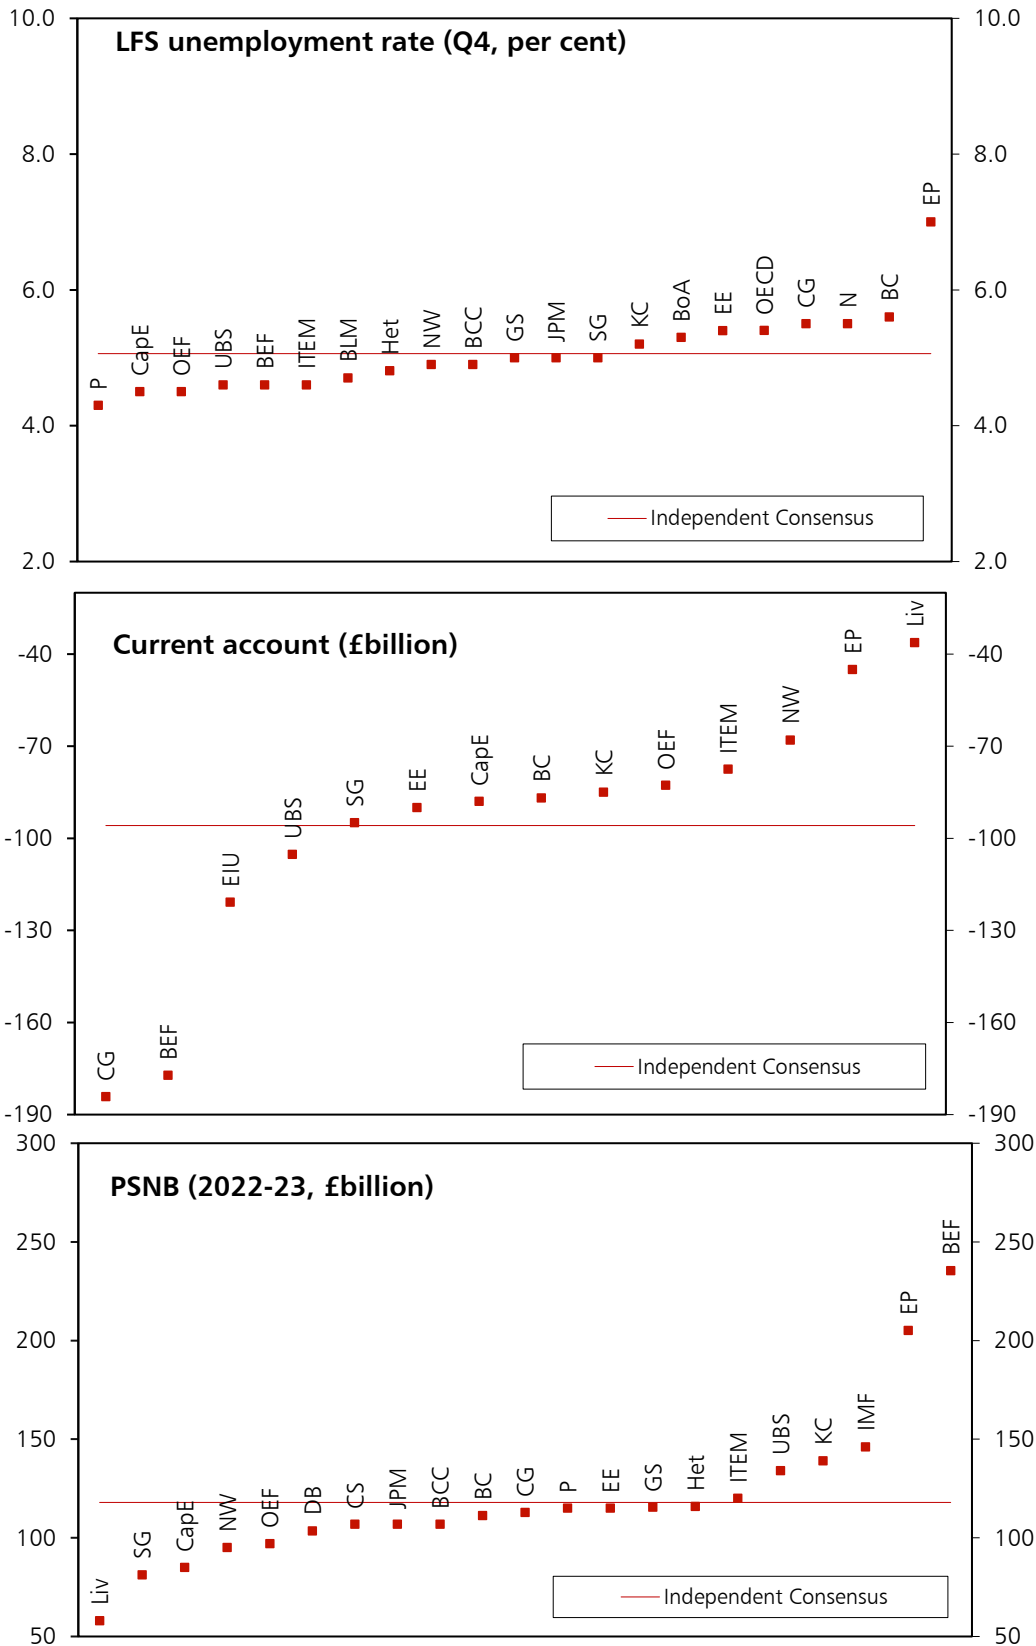 LFS unemployment rate (Q4, per cent)
10.0 10.0
8.0 8.0
6.0 6.0
4.0 4.0
2.0 2.0
P CapE OEF UBS BEF ITEM BLM Het NW BCC GS JPM SG KC BoA EE OECD CG N BC EP
Independent Consensus
Current account (£billion)
-40 -40
-70 -70
-100 -100
-130 -130
-160 -160
-190 -190
CG BEF EIU UBS SG EE CapE BC KC OEF ITEM NW EP Liv
Independent Consensus
PSNB (2022-23, £billion)
300 300
250 250
200 200
150 150
100 100
50 50
Liv SG CapE NW OEF DB CS JPM BCC BC CG P EE GS Het ITEM UBS KC IMF EP BEF
Independent Consensus